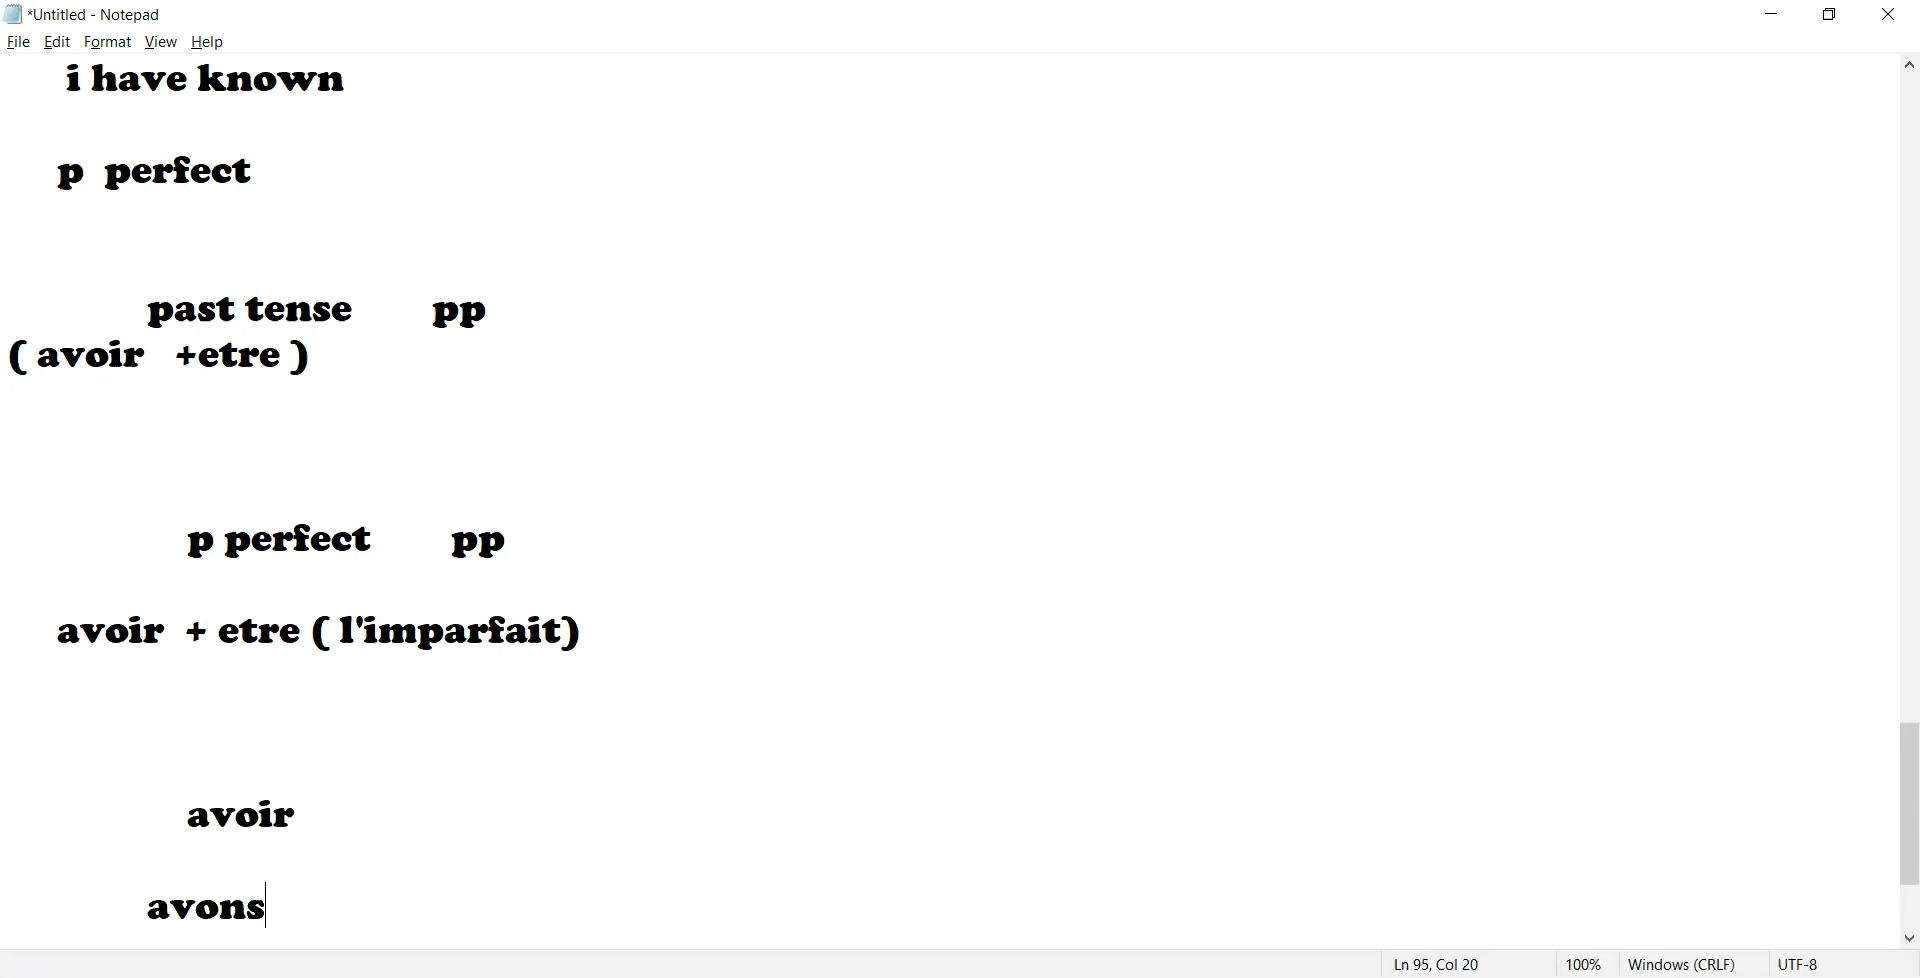 *Untitled - Notepad
File Edit Format View Help
i have known
p perfect
past tense pp
( avoir +etre )
p perfect pp
avoir + etre ( l'imparfait)
avoir
avons
Ln 95, Col 20 100% Windows (CRLF) UTF-8